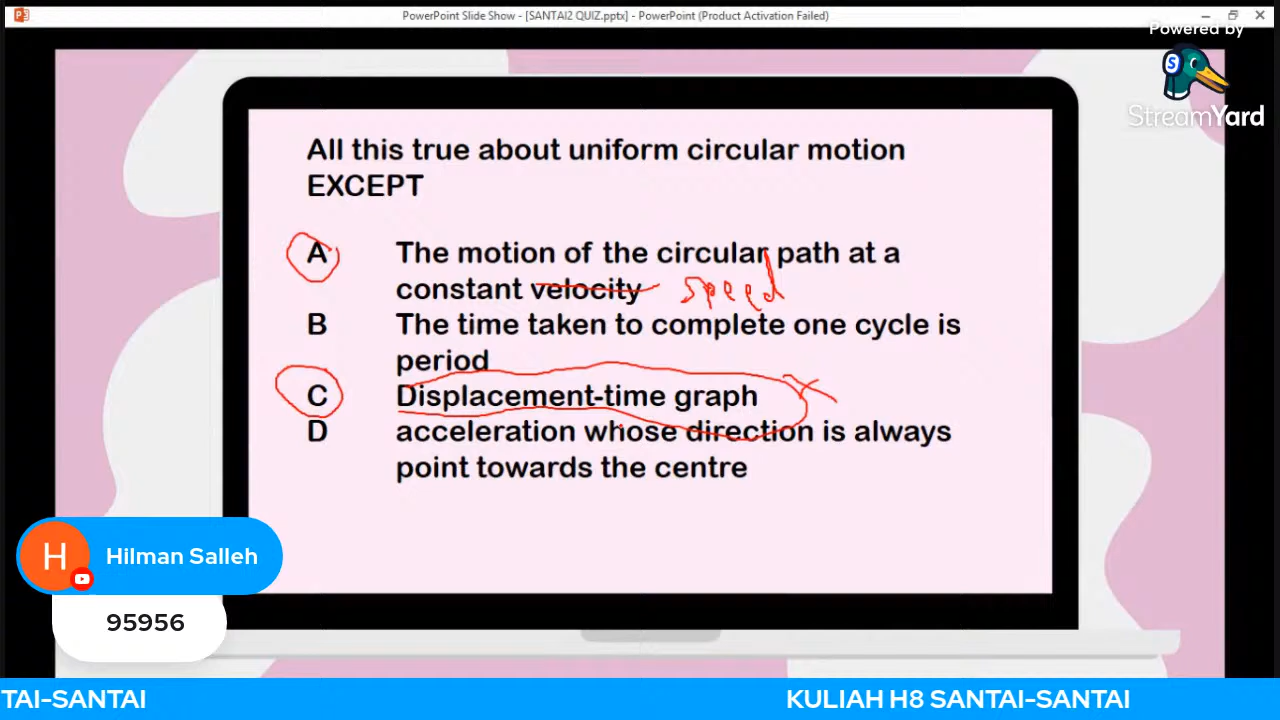 PowerPoint Slide Show - [SANTAI2 QUIZ.pptx] - PowerPoint (Product Activation Failed)
Powered by
StreamYard
All this true about uniform circular motion
EXCEPT
A The motion of the circular path at a
constant velocity speed
B The time taken to complete one cycle is
period
C Displacement-time graph
D acceleration whose direction is always
point towards the centre
H Hilman Salleh
95956
TAI-SANTAI KULIAH H8 SANTAI-SANTAI